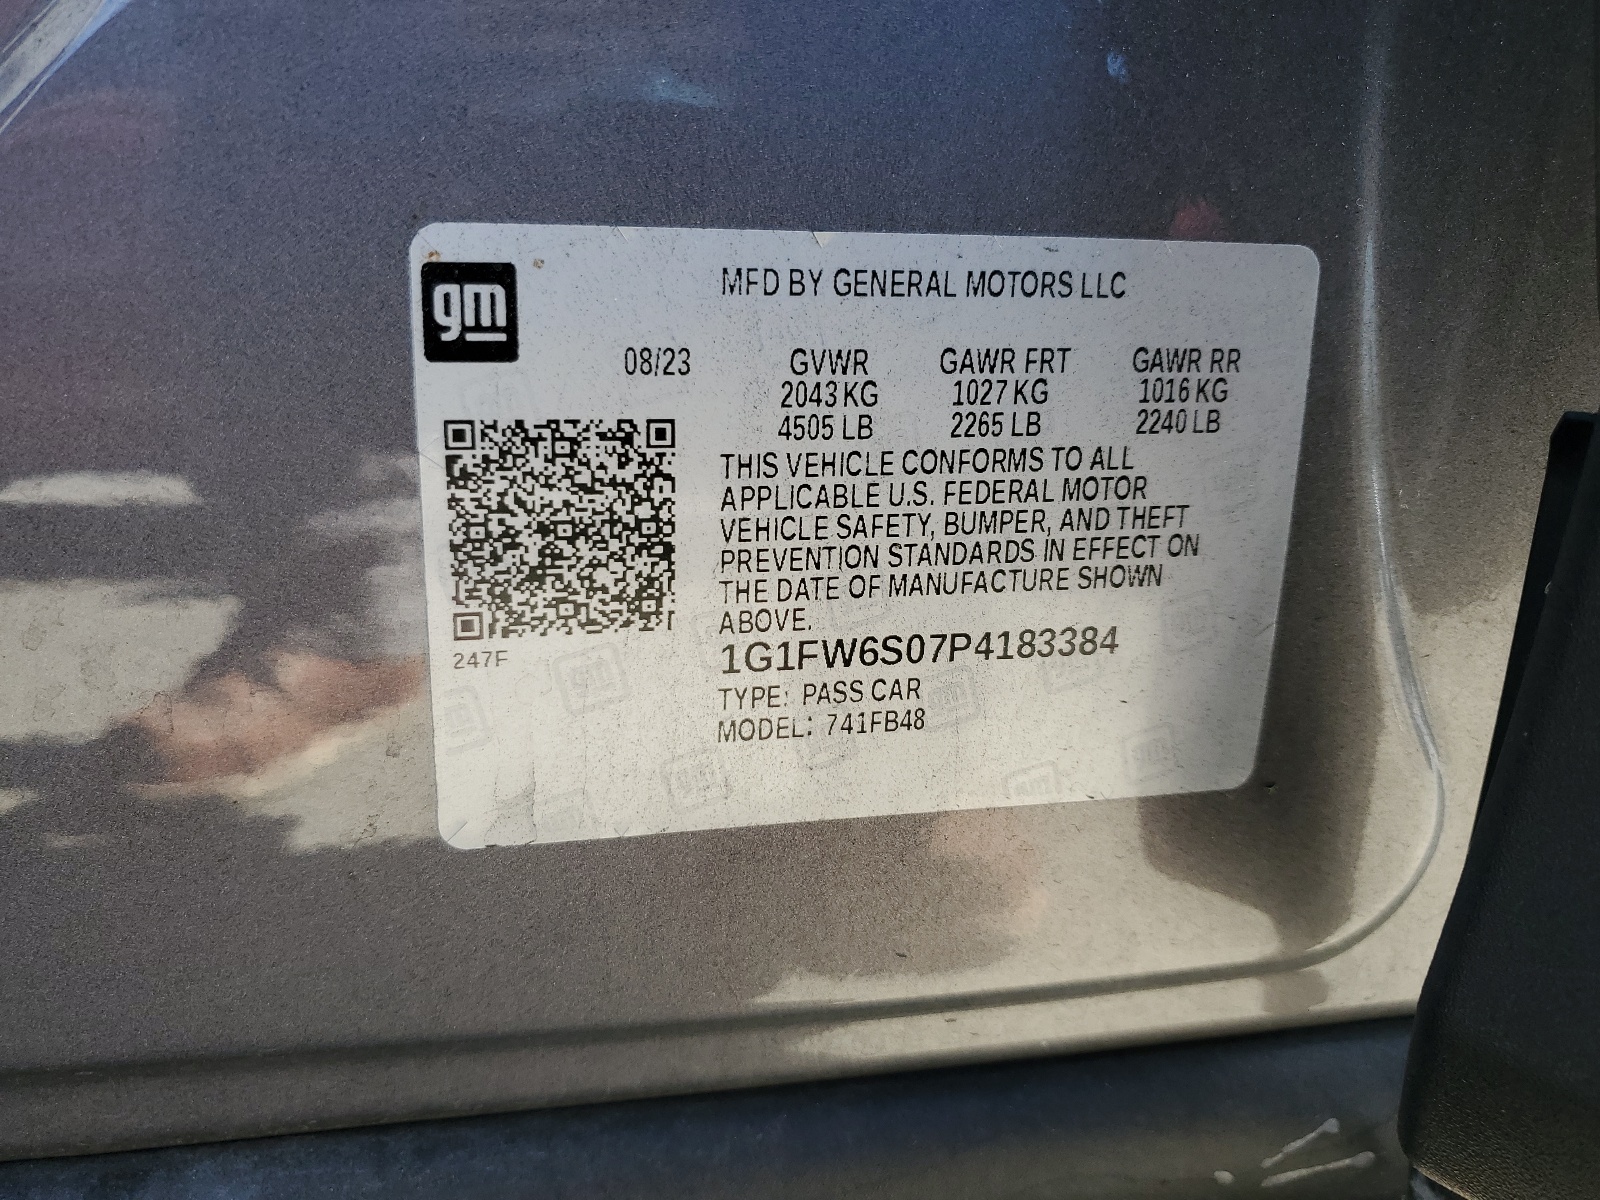 gm
MFD BY GENERAL MOTORS LLC
08/23 GVWR GAWR FRT GAWR RR
2043 KG 1027 KG 1016 KG
4505 LB 2265 LB 2240 LB
THIS VEHICLE CONFORMS TO ALL
APPLICABLE U.S. FEDERAL MOTOR
VEHICLE SAFETY, BUMPER, AND THEFT
PREVENTION STANDARDS IN EFFECT ON
THE DATE OF MANUFACTURE SHOWN
ABOVE.
1G1FW6S07P4183384
TYPE: PASS CAR
MODEL: 741FB48
247F